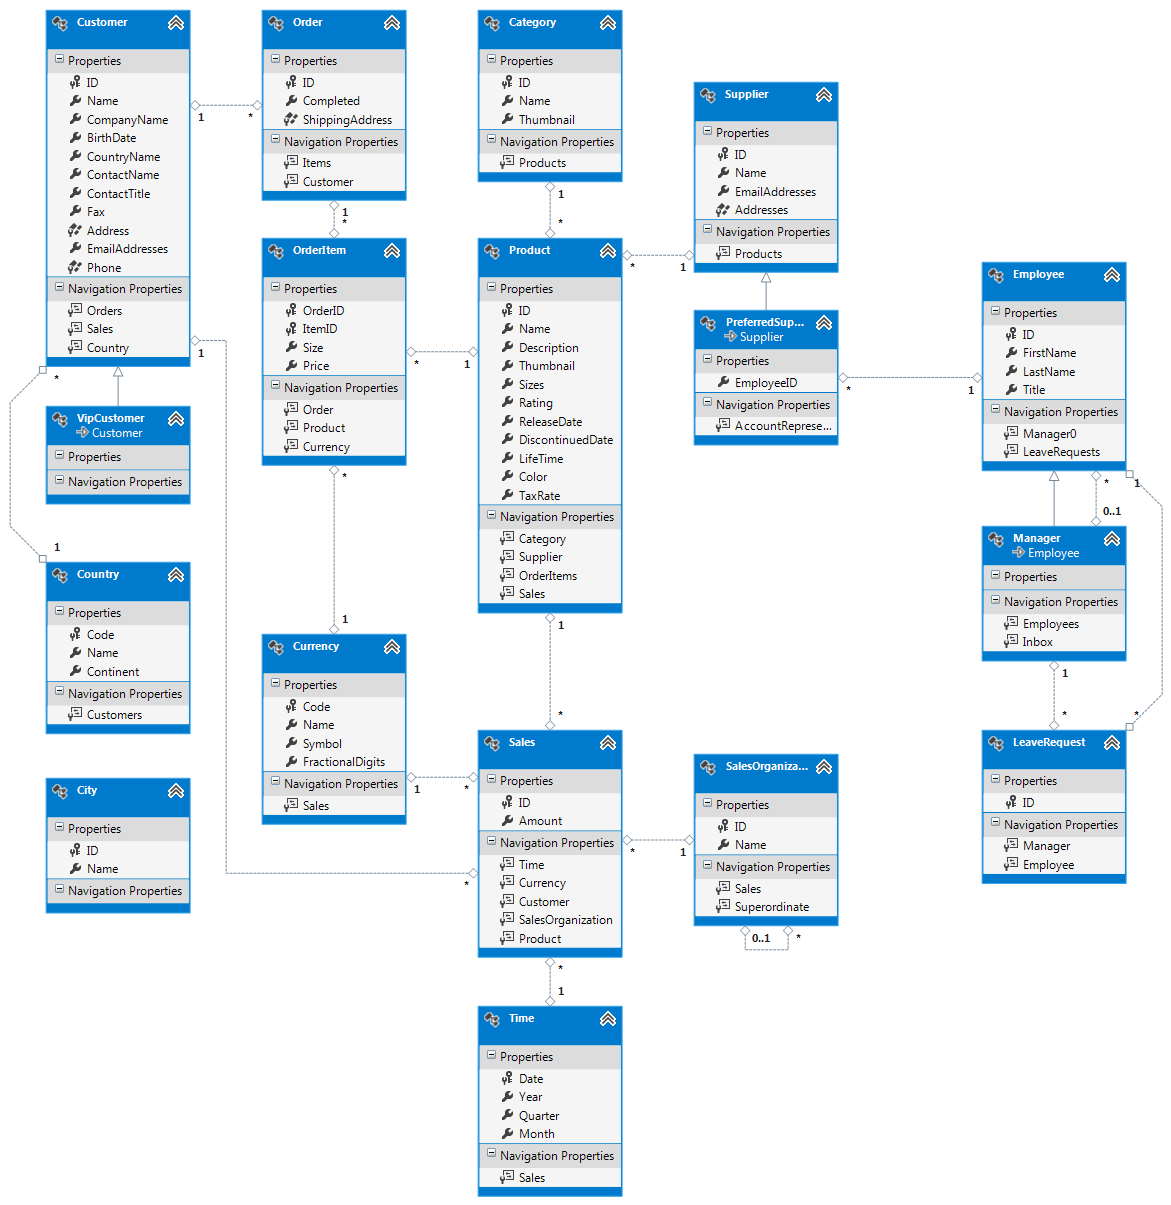 Customer
Properties
ID
Name
CompanyName
BirthDate
CountryName
ContactName
ContactTitle
Fax
Address
EmailAddresses
Phone
Navigation Properties
Orders
Sales
Country
1
*
1
*
Order
Properties
ID
Completed
ShippingAddress
Navigation Properties
Items
Customer
1
*
Category
Properties
ID
Name
Thumbnail
Navigation Properties
Products
1
*
Supplier
Properties
ID
Name
EmailAddresses
Addresses
Navigation Properties
Products
OrderItem
Properties
OrderID
ItemID
Size
Price
Navigation Properties
Order
Product
Currency
*
1
*
1
Product
Properties
ID
Name
Description
Thumbnail
Sizes
Rating
ReleaseDate
DiscontinuedDate
LifeTime
Color
TaxRate
Navigation Properties
Category
Supplier
OrderItems
Sales
*
1
1
*
PreferredSup...
Supplier
Properties
EmployeeID
Navigation Properties
AccountReprese...
*
1
Employee
Properties
ID
FirstName
LastName
Title
Navigation Properties
Manager0
LeaveRequests
*
0..1
1
*
VipCustomer
Customer
Properties
Navigation Properties
1
Country
Properties
Code
Name
Continent
Navigation Properties
Customers
Manager
Employee
Properties
Navigation Properties
Employees
Inbox
1
*
Currency
Properties
Code
Name
Symbol
FractionalDigits
Navigation Properties
Sales
1
*
*
Sales
Properties
ID
Amount
Navigation Properties
Time
Currency
Customer
SalesOrganization
Product
*
1
*
1
SalesOrganiza...
Properties
ID
Name
Navigation Properties
Sales
Superordinate
0..1
*
LeaveRequest
Properties
ID
Navigation Properties
Manager
Employee
City
Properties
ID
Name
Navigation Properties
Time
Properties
Date
Year
Quarter
Month
Navigation Properties
Sales